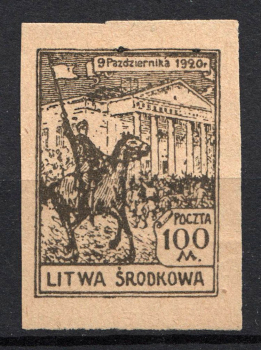 9 Października 1920 r
POCZTA
100
M.
LITWA ŚRODKOWA